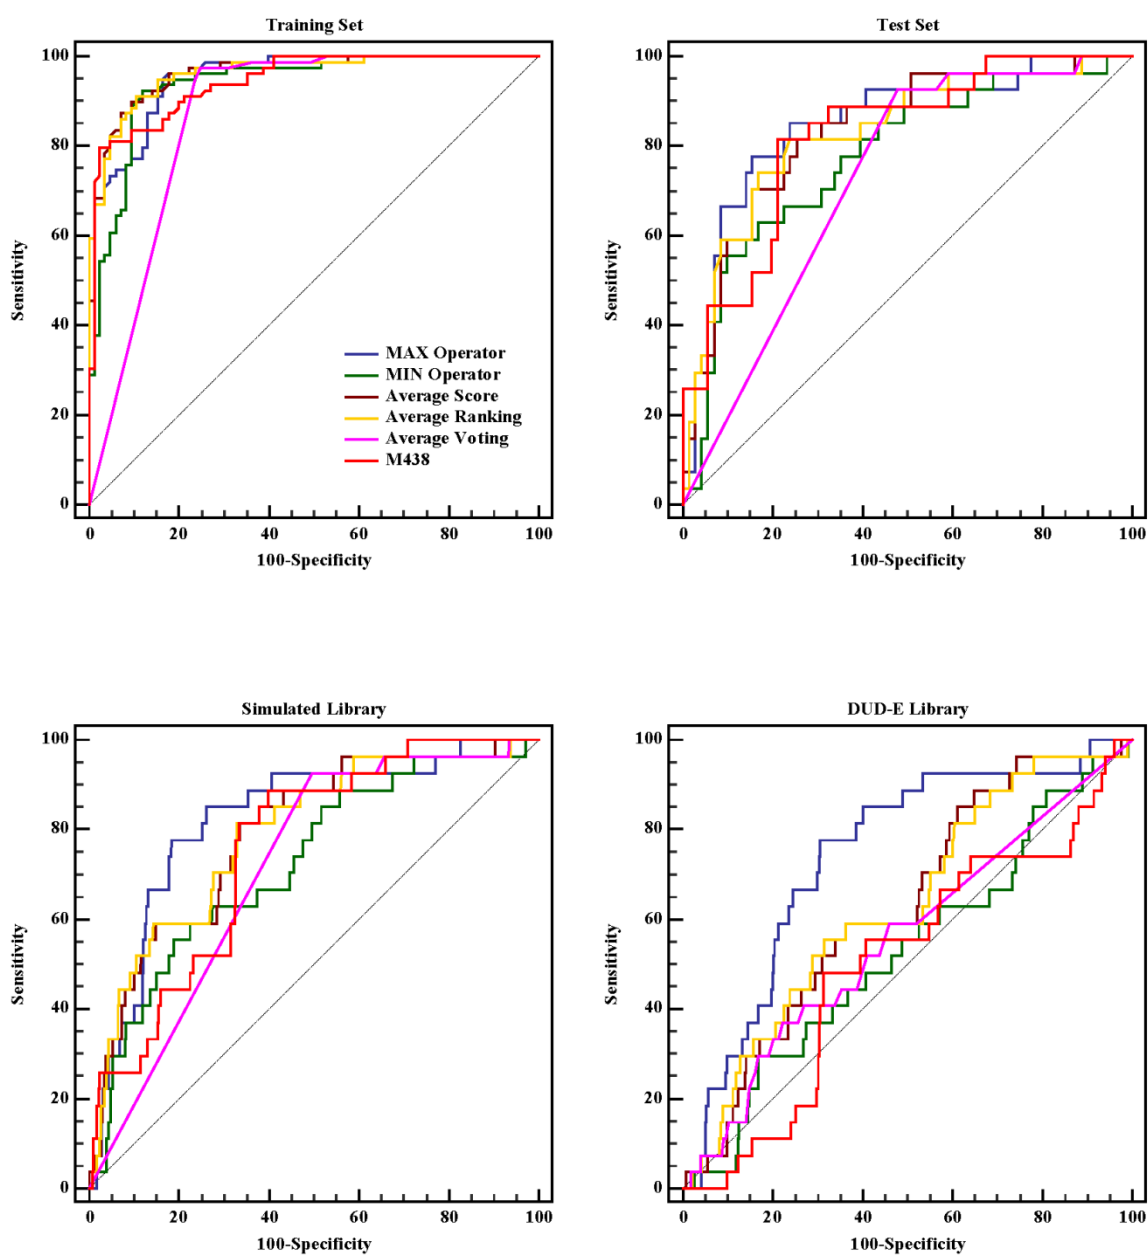 Training Set
100
80
60
40
20
0
Sensitivity
MAX Operator
MIN Operator
Average Score
Average Ranking
Average Voting
M438
0 20 40 60 80 100
100-Specificity
Test Set
100
80
60
40
20
0
Sensitivity
0 20 40 60 80 100
100-Specificity
Simulated Library
100
80
60
40
20
0
Sensitivity
0 20 40 60 80 100
100-Specificity
DUD-E Library
100
80
60
40
20
0
Sensitivity
0 20 40 60 80 100
100-Specificity